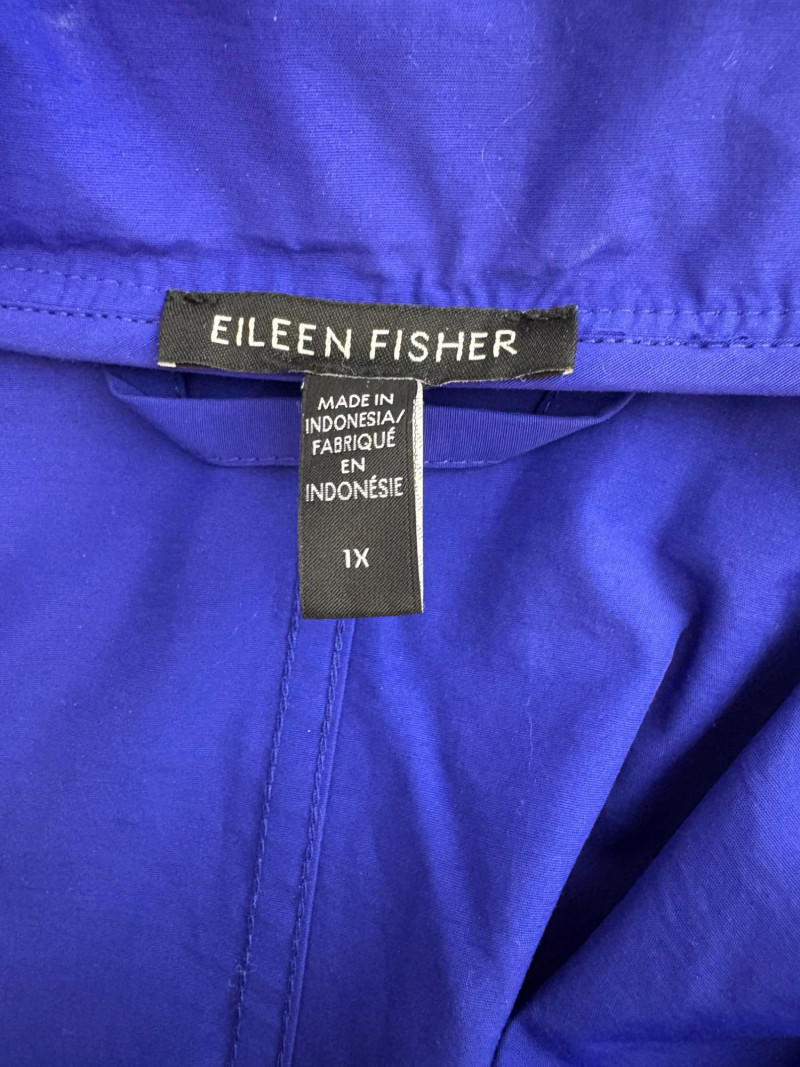 EILEEN FISHER
MADE IN
INDONESIA/
FABRIQUÉ
EN
INDONÉSIE
1X